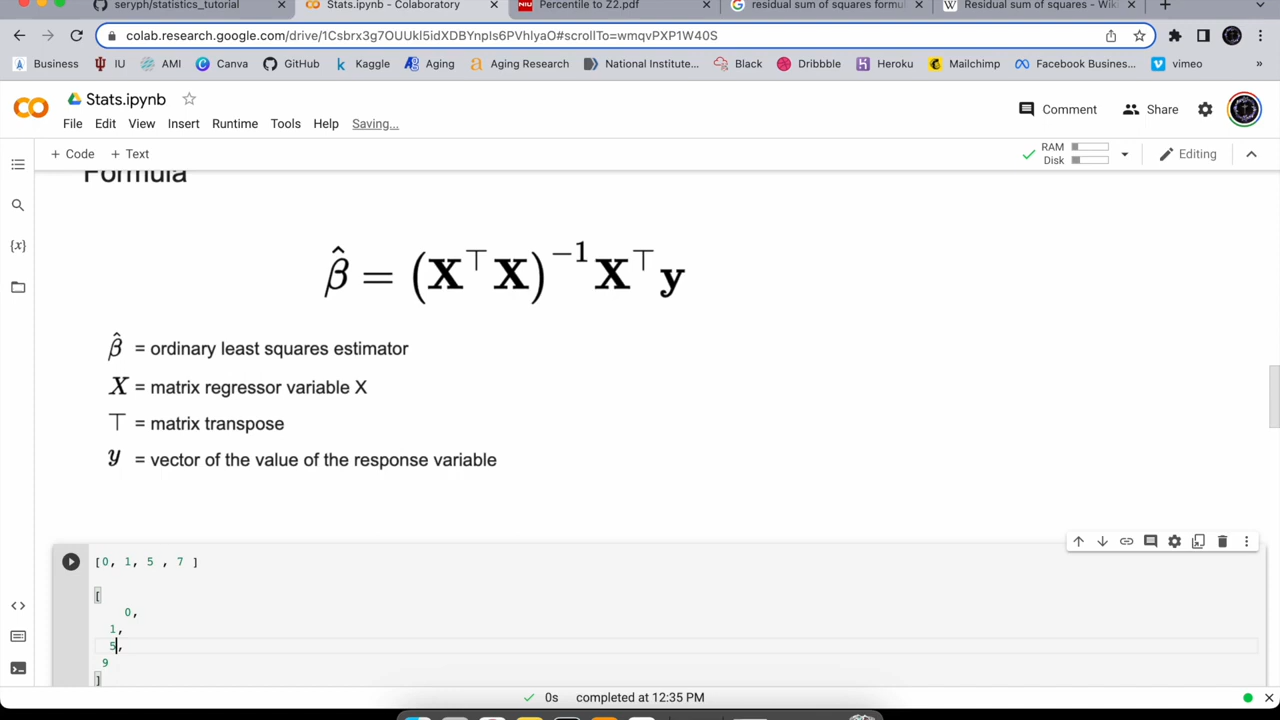 seryph/statistics_tutorial
Stats.ipynb - Colaboratory
Percentile to Z2.pdf
residual sum of squares formul
Residual sum of squares - Wiki
colab.research.google.com/drive/1Csbrx3g7OUUkl5idXDBYnpIs6PVhlyaO#scrollTo=wmqvPXP1W40S
Business IU AMI Canva GitHub Kaggle Aging Aging Research National Institute... Black Dribbble Heroku Mailchimp Facebook Busines... vimeo »
Stats.ipynb
Comment Share
File Edit View Insert Runtime Tools Help Saving...
+ Code + Text
RAM
Disk
Editing
Formula
β̂ = (X⊤X)⁻¹X⊤y
β̂ = ordinary least squares estimator
X = matrix regressor variable X
⊤ = matrix transpose
y = vector of the value of the response variable
[0, 1, 5 , 7 ]
[
0,
1,
5,
9
]
0s completed at 12:35 PM